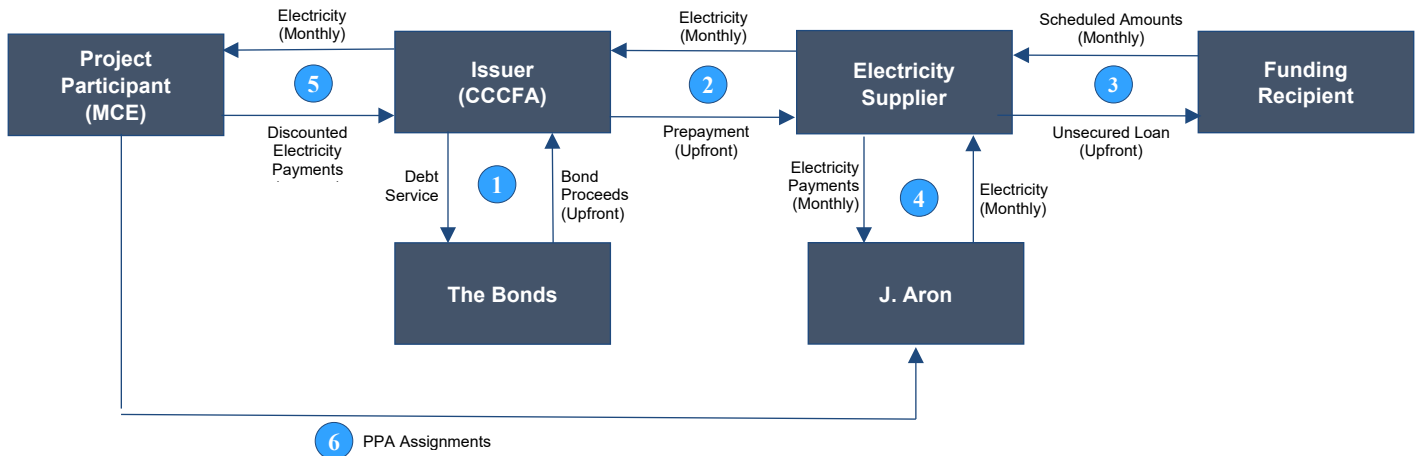 Electricity
(Monthly)
Project
Participant
(MCE)
5
Discounted
Electricity
Payments
Issuer
(CCCFA)
Electricity
(Monthly)
2
Prepayment
(Upfront)
Electricity
Supplier
Scheduled Amounts
(Monthly)
3
Unsecured Loan
(Upfront)
Funding
Recipient
Debt
Service
1
Bond
Proceeds
(Upfront)
The Bonds
Electricity
Payments
(Monthly)
4
Electricity
(Monthly)
J. Aron
6 PPA Assignments